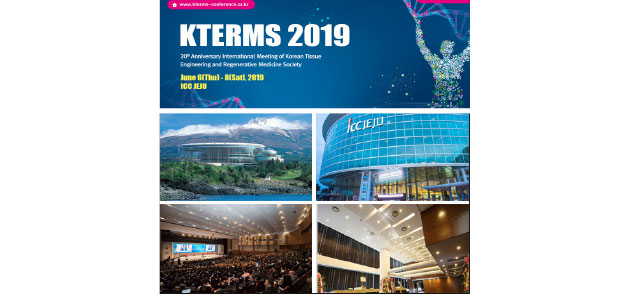 www.kterms-conference.or.kr
KTERMS 2019
20th Anniversary International Meeting of Korean Tissue
Engineering and Regenerative Medicine Society
June 6(Thu) - 8(Sat), 2019
ICC JEJU
ICC JEJU